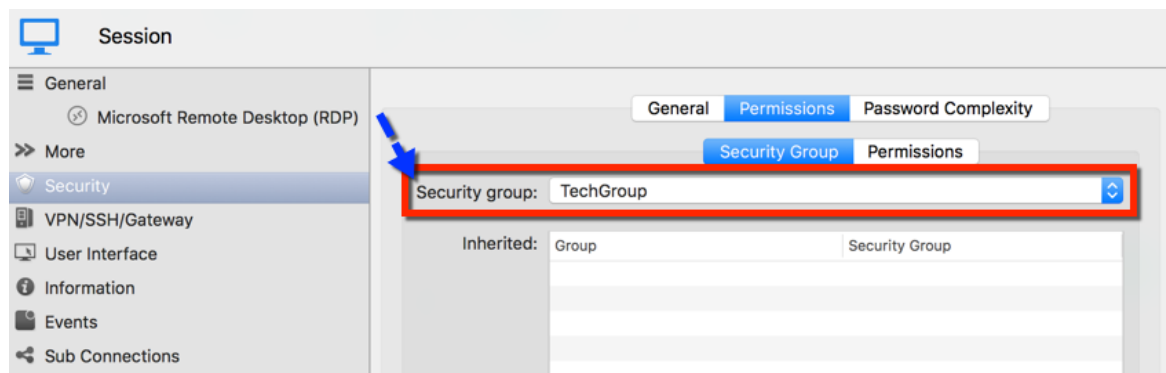 Session
General
Microsoft Remote Desktop (RDP)
More
Security
VPN/SSH/Gateway
User Interface
Information
Events
Sub Connections
General Permissions Password Complexity
Security Group Permissions
Security group: TechGroup
Inherited: Group Security Group